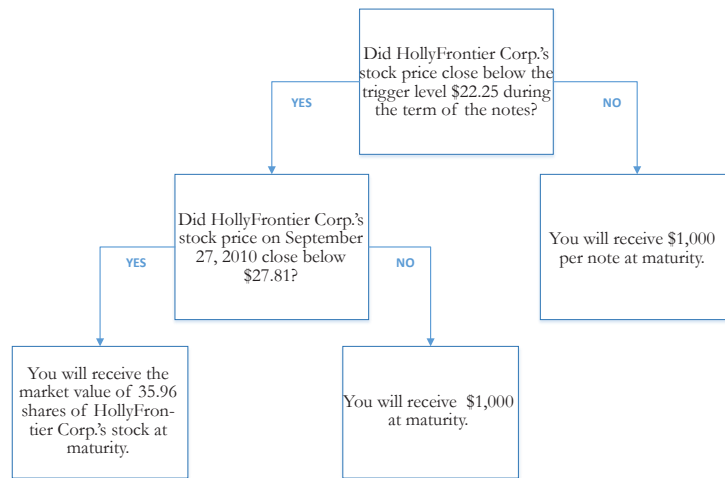 Did HollyFrontier Corp.'s
stock price close below the
trigger level $22.25 during
the term of the notes?
YES
NO
Did HollyFrontier Corp.'s
stock price on September
27, 2010 close below
$27.81?
You will receive $1,000
per note at maturity.
YES
NO
You will receive the
market value of 35.96
shares of HollyFron-
tier Corp.'s stock at
maturity.
You will receive $1,000
at maturity.